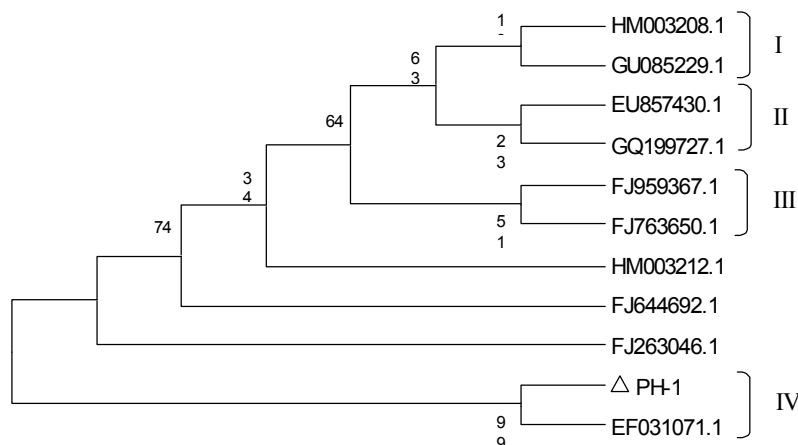 HM003208.1
I
1
GU085229.1
6
3
EU857430.1
II
64
GQ199727.1
2
3
FJ959367.1
III
3
4
FJ763650.1
5
1
74
HM003212.1
FJ644692.1
FJ263046.1
△ PH-1
IV
EF031071.1
9
9